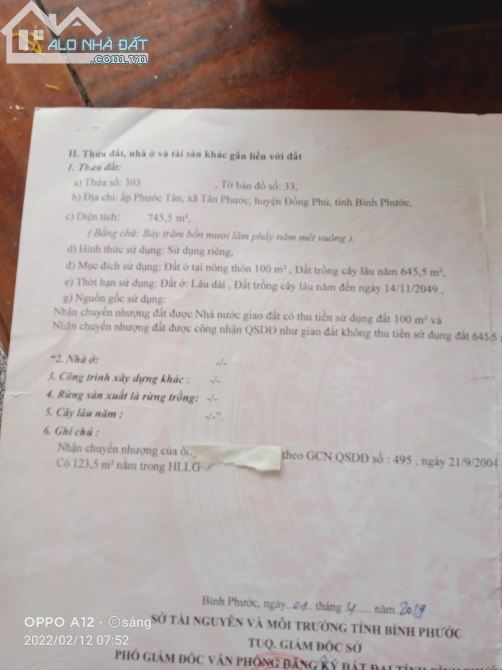 ALO NHÀ ĐẤT
II. Thửa đất, nhà ở và tài sản khác gắn liền với đất
1. Thửa đất:
a) Thửa số: 303 , Tờ bản đồ số: 33,
b) Địa chỉ: ấp Phước Tân, xã Tân Phước, huyện Đồng Phú, tỉnh Bình Phước,
c) Diện tích: 745,5 m²,
( Bằng chữ: Bảy trăm bốn mươi lăm phẩy năm mét vuông ),
d) Hình thức sử dụng: Sử dụng riêng,
đ) Mục đích sử dụng: Đất ở tại nông thôn 100 m² , Đất trồng cây lâu năm 645,5 m²,
e) Thời hạn sử dụng: Đất ở: Lâu dài , Đất trồng cây lâu năm đến ngày 14/11/2049 ,
g) Nguồn gốc sử dụng:
Nhận chuyển nhượng đất được Nhà nước giao đất có thu tiền sử dụng đất 100 m² và
Nhận chuyển nhượng đất được công nhận QSDĐ như giao đất không thu tiền sử dụng đất 645,5
"2. Nhà ở: -/-
3. Công trình xây dựng khác : -/-
4. Rừng sản xuất là rừng trồng: -/-
5. Cây lâu năm : -/-".
6. Ghi chú :
Nhận chuyển nhượng của theo GCN QSDĐ số : 495 , ngày 21/9/2004
Có 123,5 m² nằm trong HLLG
Bình Phước, ngày..01.. tháng ..4..... năm 2019
SỞ TÀI NGUYÊN VÀ MÔI TRƯỜNG TỈNH BÌNH PHƯỚC
TUQ. GIÁM ĐỐC SỞ
PHÓ GIÁM ĐỐC VĂN PHÒNG ĐĂNG KÝ ĐẤT ĐAI TỈNH BÌNH
OPPO A12 • ©sáng
2022/02/12 07:52